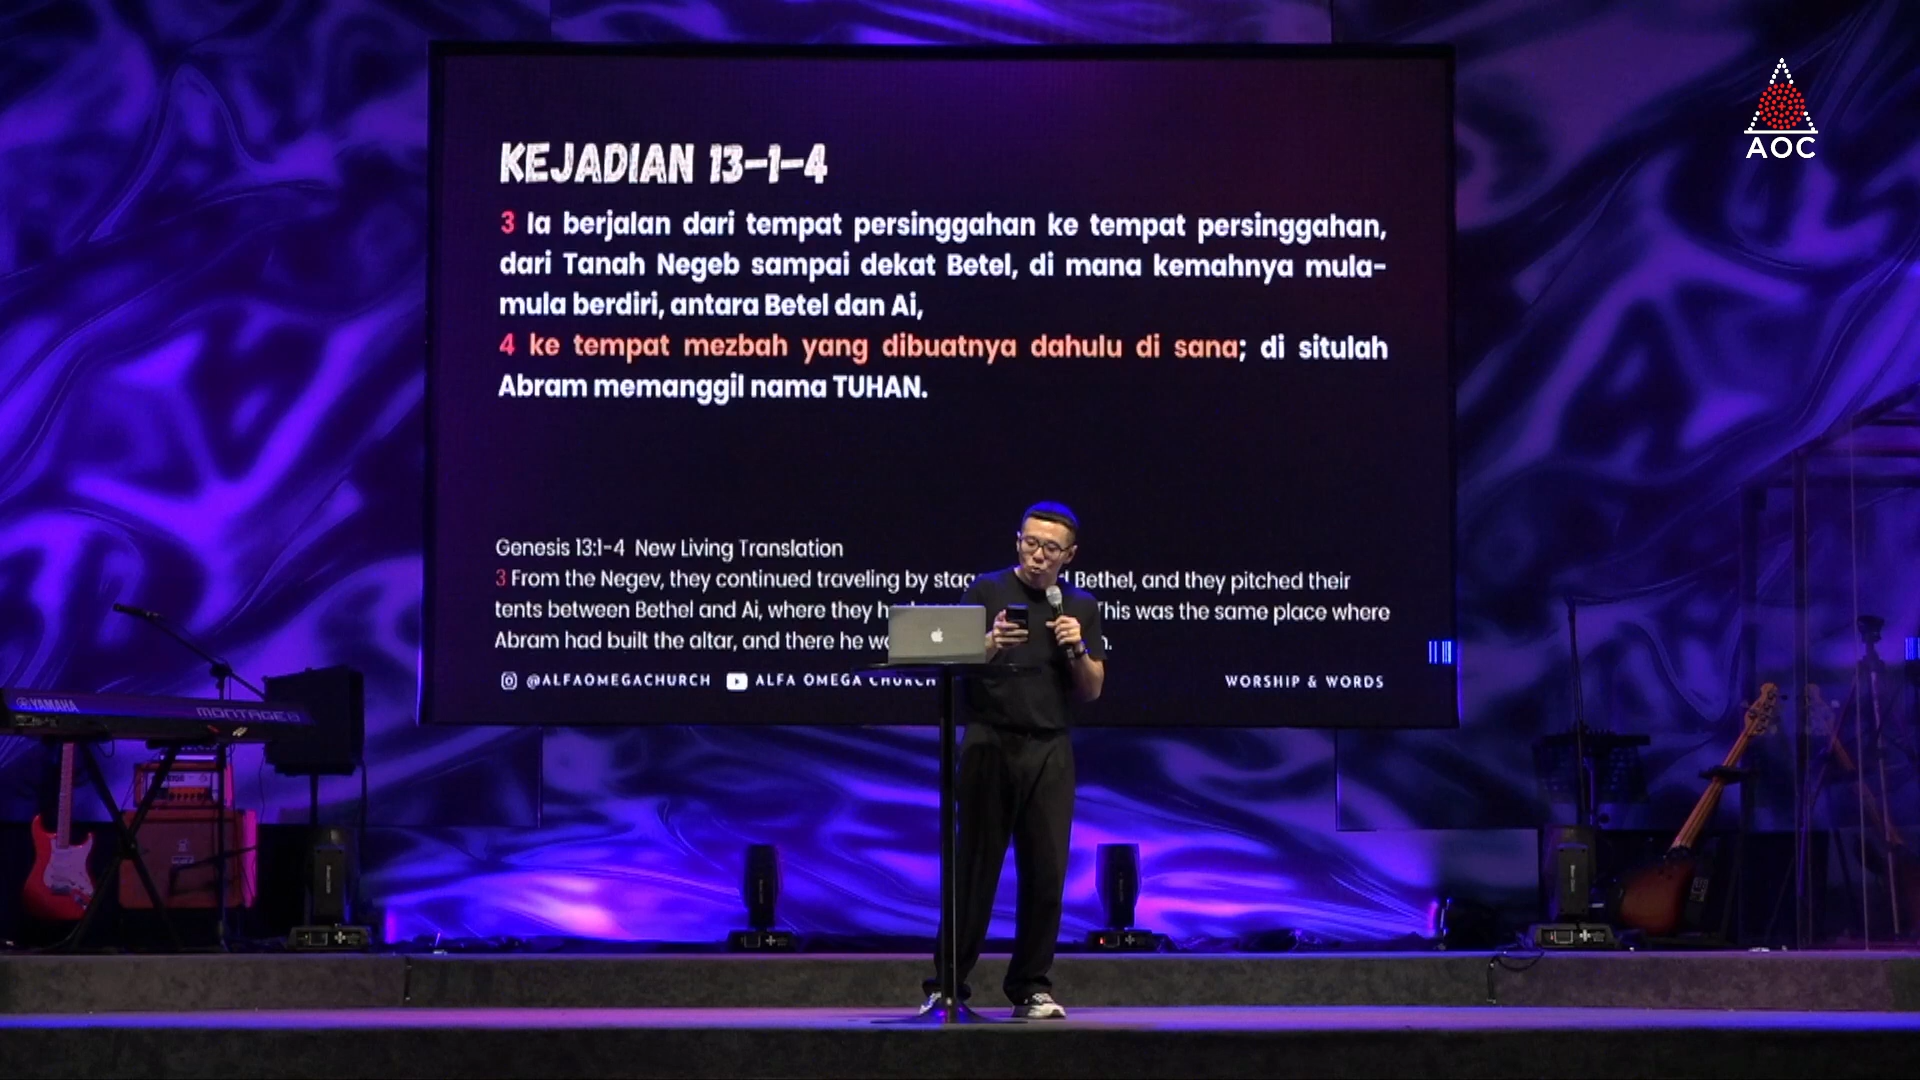 AOC
KEJADIAN 13-1-4
3 Ia berjalan dari tempat persinggahan ke tempat persinggahan,
dari Tanah Negeb sampai dekat Betel, di mana kemahnya mula-
mula berdiri, antara Betel dan Ai,
4 ke tempat mezbah yang dibuatnya dahulu di sana; di situlah
Abram memanggil nama TUHAN.
Genesis 13:1-4 New Living Translation
3 From the Negev, they continued traveling by Bethel, and they pitched their
tents between Bethel and Ai, where they This was the same place where
Abram had built the altar, and there he
@ALFAOMEGACHURCH ALFA OMEGA CHURCH WORSHIP & WORDS
YAMAHA MONTAGE 8